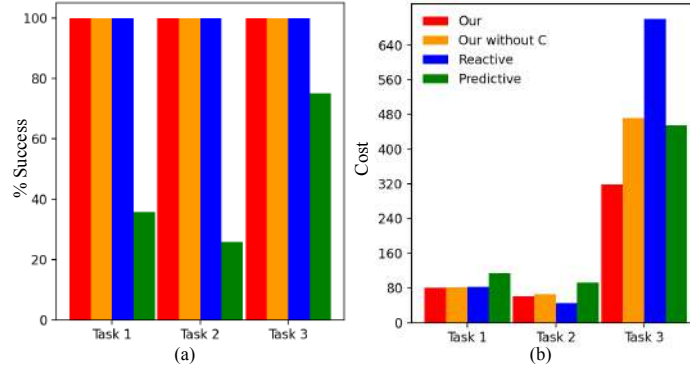 % Success
100
80
60
40
20
0
Task 1
Task 2
Task 3
(a)
Cost
640
560
480
400
320
240
160
80
0
Our
Our without C
Reactive
Predictive
Task 1
Task 2
Task 3
(b)